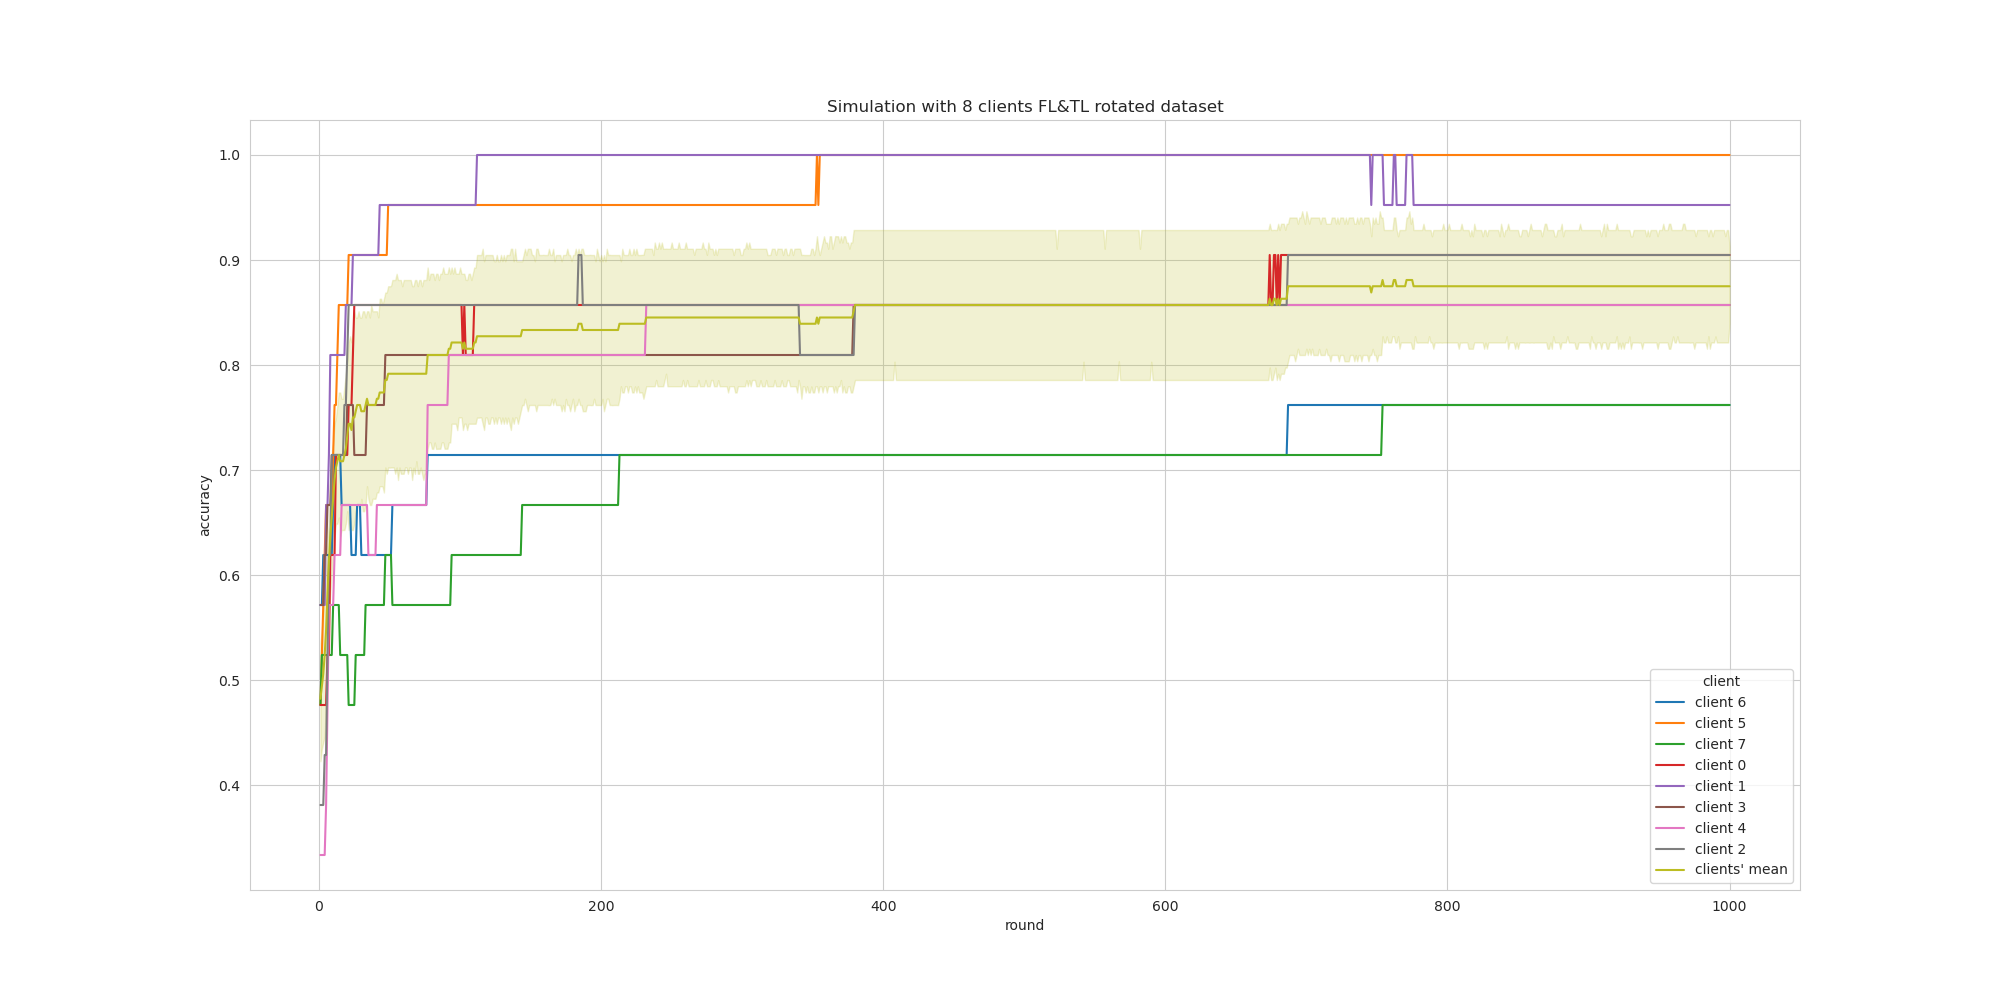 Simulation with 8 clients FL&TL rotated dataset
1.0
0.9
0.8
0.7
0.6
0.5
0.4
accuracy
0
200
400
600
800
1000
round
client
client 6
client 5
client 7
client 0
client 1
client 3
client 4
client 2
clients' mean